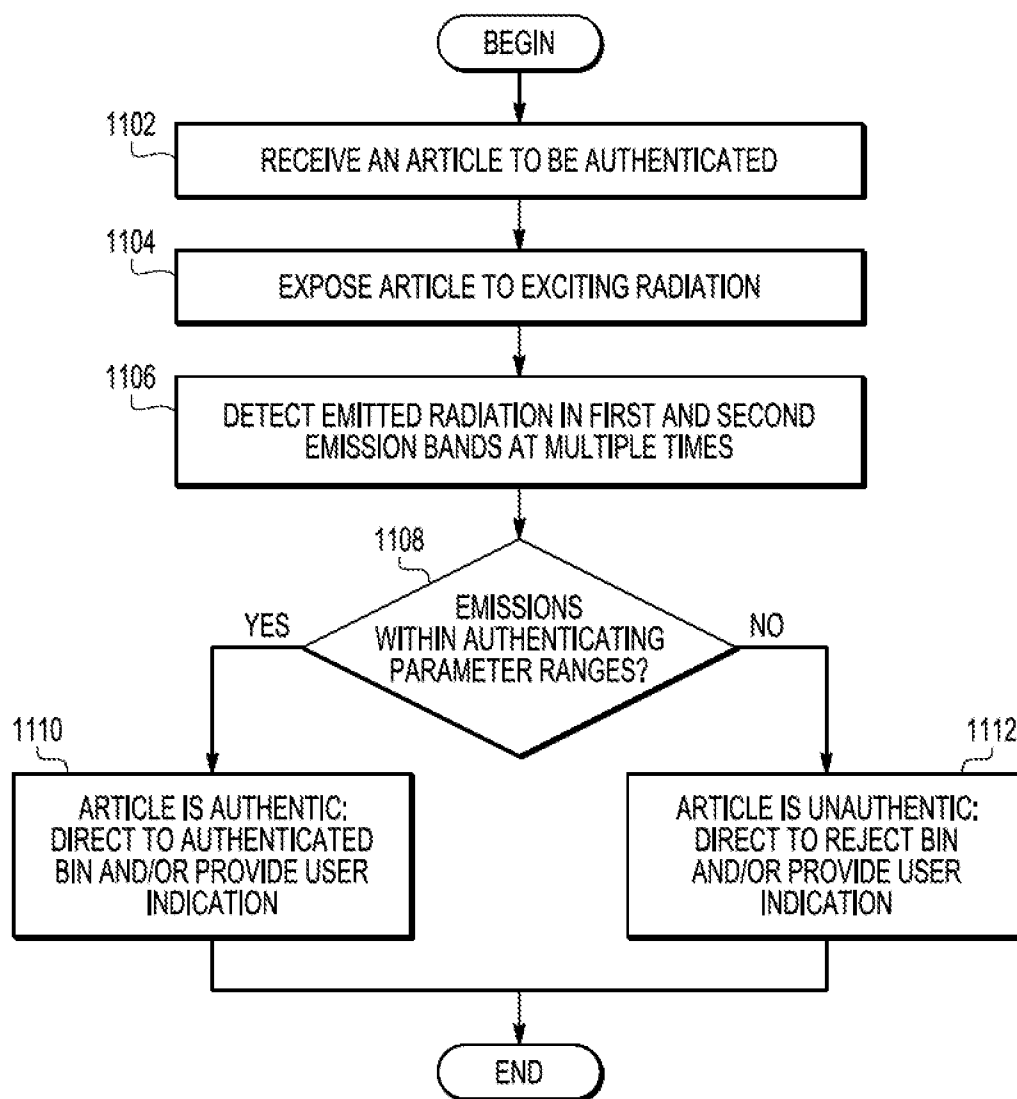 BEGIN
1102
RECEIVE AN ARTICLE TO BE AUTHENTICATED
1104
EXPOSE ARTICLE TO EXCITING RADIATION
1106
DETECT EMITTED RADIATION IN FIRST AND SECOND
EMISSION BANDS AT MULTIPLE TIMES
1108
EMISSIONS
WITHIN AUTHENTICATING
PARAMETER RANGES?
YES
NO
1110
ARTICLE IS AUTHENTIC:
DIRECT TO AUTHENTICATED
BIN AND/OR PROVIDE USER
INDICATION
1112
ARTICLE IS UNAUTHENTIC:
DIRECT TO REJECT BIN
AND/OR PROVIDE USER
INDICATION
END